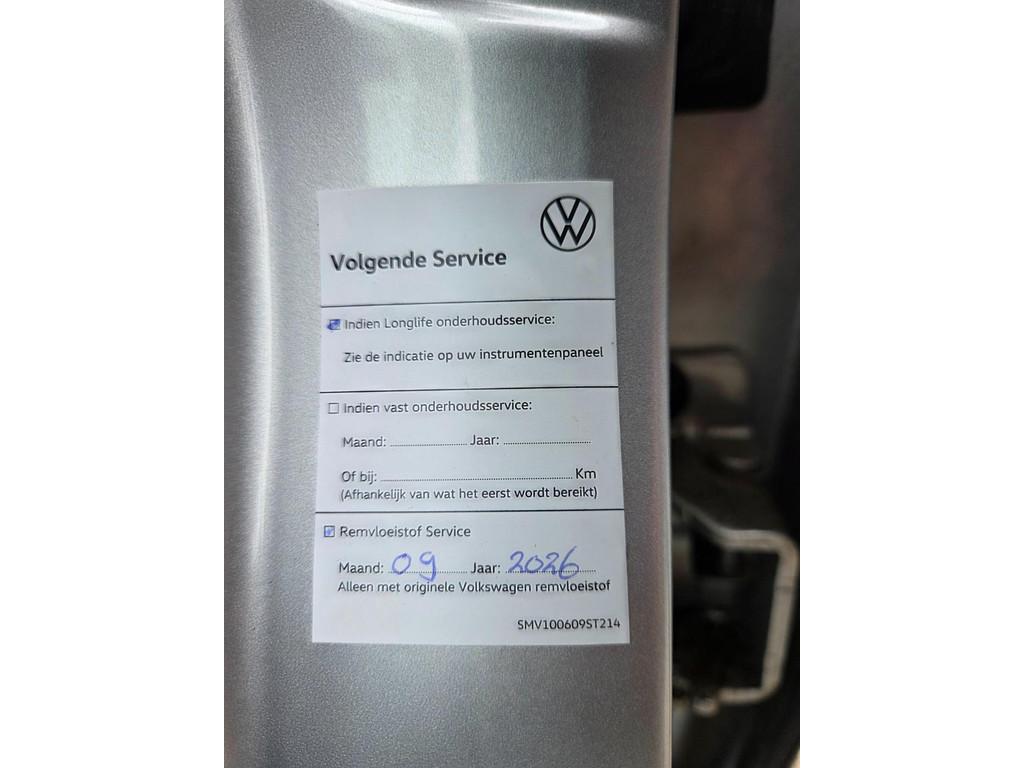 Volgende Service
Indien Longlife onderhoudsservice:
Zie de indicatie op uw instrumentenpaneel
Indien vast onderhoudsservice:
Maand: Jaar:
Of bij: Km
(Afhankelijk van wat het eerst wordt bereikt)
Remvloeistof Service
Maand: 09 Jaar: 2026
Alleen met originele Volkswagen remvloeistof
SMV100609ST214